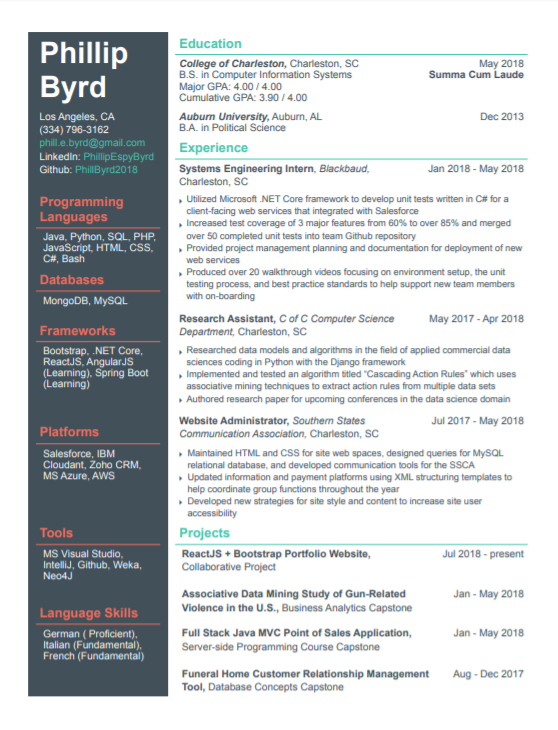 Phillip
Byrd
Los Angeles, CA
(334) 796-3162
phill.e.byrd@gmail.com
LinkedIn: PhillipEspyByrd
Github: PhillByrd2018
Programming
Languages
Java, Python, SQL, PHP,
JavaScript, HTML, CSS,
C#, Bash
Databases
MongoDB, MySQL
Frameworks
Bootstrap, .NET Core,
ReactJS, AngularJS
(Learning), Spring Boot
(Learning)
Platforms
Salesforce, IBM
Cloudant, Zoho CRM,
MS Azure, AWS
Tools
MS Visual Studio,
IntelliJ, Github, Weka,
Neo4J
Language Skills
German ( Proficient),
Italian (Fundamental),
French (Fundamental)
Education
College of Charleston, Charleston, SC May 2018
B.S. in Computer Information Systems Summa Cum Laude
Major GPA: 4.00 / 4.00
Cumulative GPA: 3.90 / 4.00
Auburn University, Auburn, AL Dec 2013
B.A. in Political Science
Experience
Systems Engineering Intern, Blackbaud, Jan 2018 - May 2018
Charleston, SC
Utilized Microsoft .NET Core framework to develop unit tests written in C# for a
client-facing web services that integrated with Salesforce
Increased test coverage of 3 major features from 60% to over 85% and merged
over 50 completed unit tests into team Github repository
Provided project management planning and documentation for deployment of new
web services
Produced over 20 walkthrough videos focusing on environment setup, the unit
testing process, and best practice standards to help support new team members
with on-boarding
Research Assistant, C of C Computer Science May 2017 - Apr 2018
Department, Charleston, SC
Researched data models and algorithms in the field of applied commercial data
sciences coding in Python with the Django framework
Implemented and tested an algorithm titled “Cascading Action Rules” which uses
associative mining techniques to extract action rules from multiple data sets
Authored research paper for upcoming conferences in the data science domain
Website Administrator, Southern States Jul 2017 - May 2018
Communication Association, Charleston, SC
Maintained HTML and CSS for site web spaces, designed queries for MySQL
relational database, and developed communication tools for the SSCA
Updated information and payment platforms using XML structuring templates to
help coordinate group functions throughout the year
Developed new strategies for site style and content to increase site user
accessibility
Projects
ReactJS + Bootstrap Portfolio Website, Jul 2018 - present
Collaborative Project
Associative Data Mining Study of Gun-Related Jan - May 2018
Violence in the U.S., Business Analytics Capstone
Full Stack Java MVC Point of Sales Application, Jan - May 2018
Server-side Programming Course Capstone
Funeral Home Customer Relationship Management Aug - Dec 2017
Tool, Database Concepts Capstone